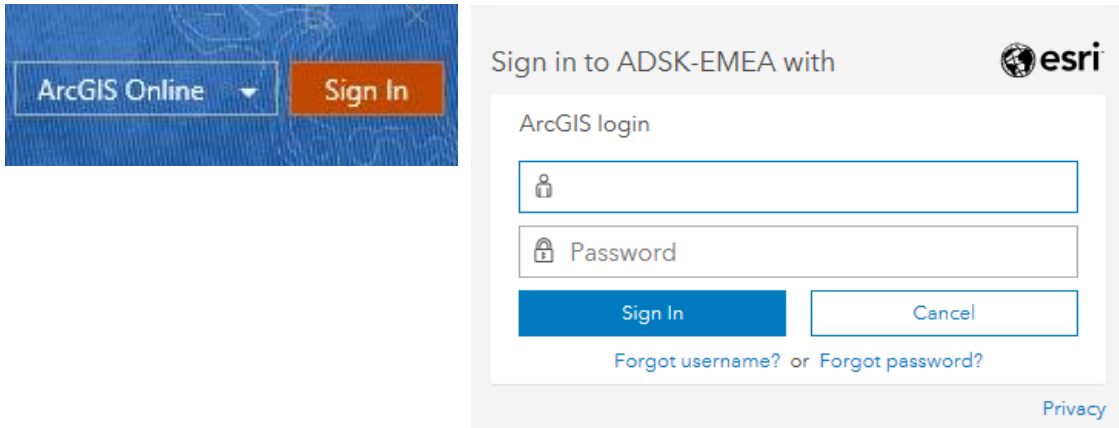 ArcGIS Online
Sign In
Sign in to ADSK-EMEA with
esri
ArcGIS login
Password
Sign In
Cancel
Forgot username? or Forgot password?
Privacy